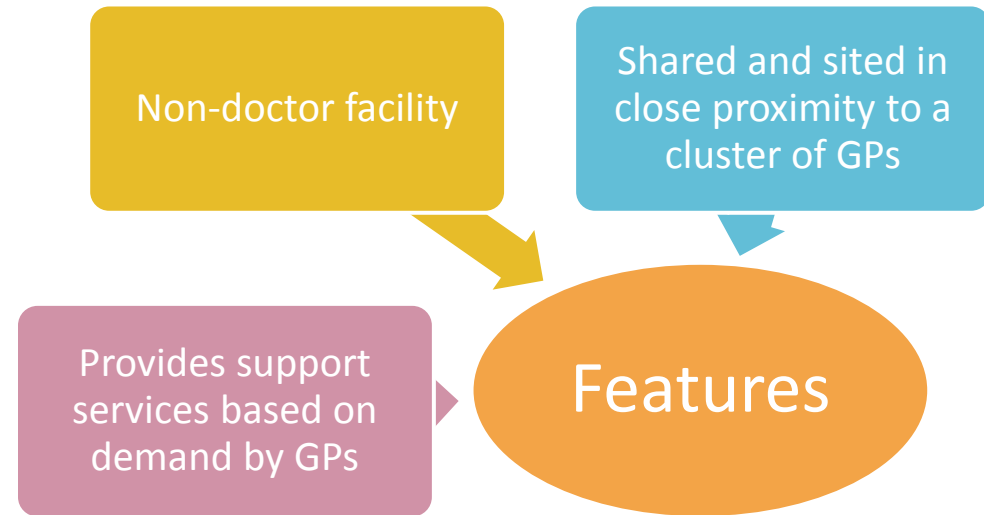 Non-doctor facility
Shared and sited in
close proximity to a
cluster of GPs
Provides support
services based on
demand by GPs
Features